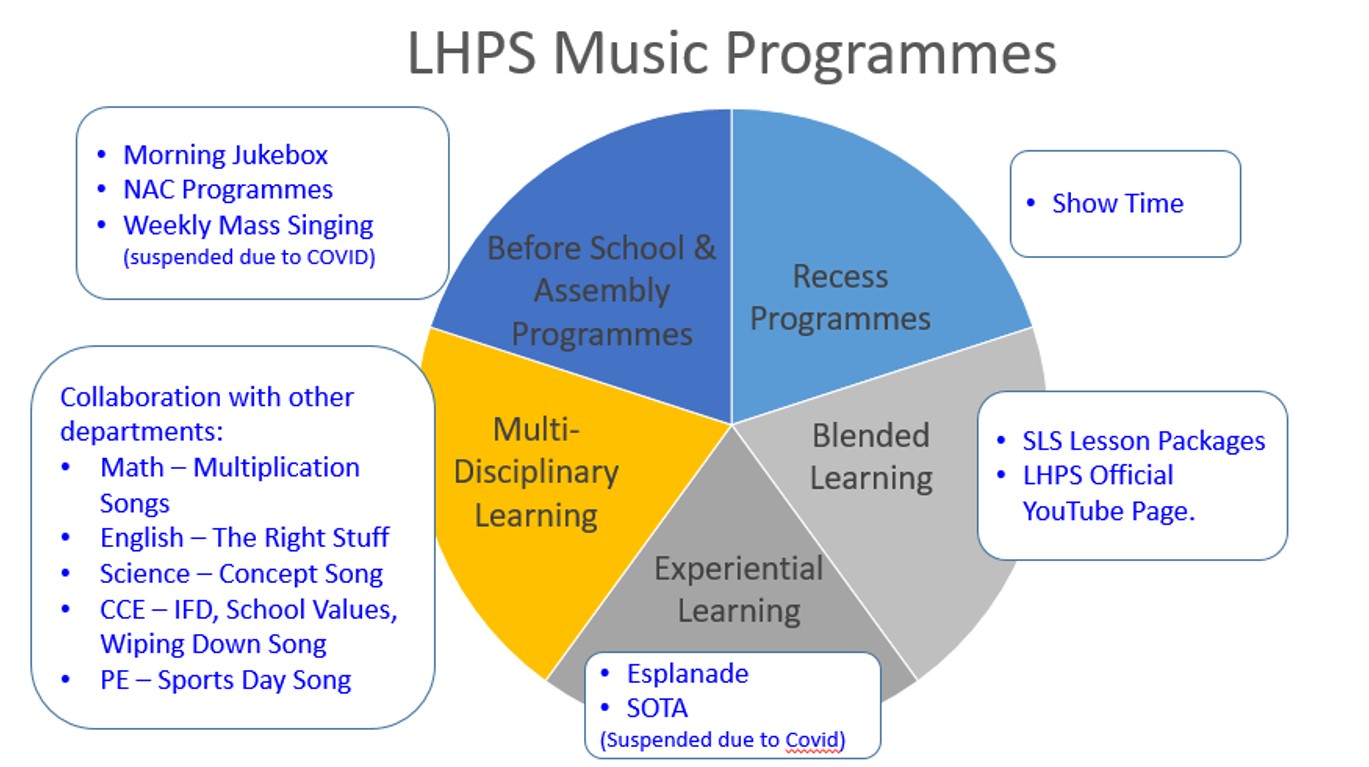 LHPS Music Programmes
• Morning Jukebox
• NAC Programmes
• Weekly Mass Singing
(suspended due to COVID)
Before School &
Assembly
Programmes
Recess
Programmes
• Show Time
Collaboration with other
departments:
• Math – Multiplication
Songs
• English – The Right Stuff
• Science – Concept Song
• CCE – IFD, School Values,
Wiping Down Song
• PE – Sports Day Song
Multi-
Disciplinary
Learning
Blended
Learning
• SLS Lesson Packages
• LHPS Official
YouTube Page.
Experiential
Learning
• Esplanade
• SOTA
(Suspended due to Covid)